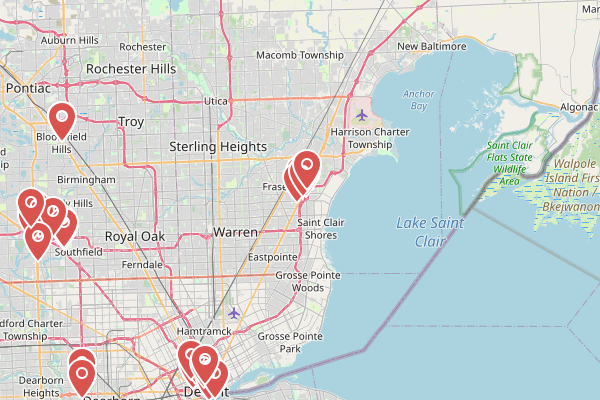 Auburn Hills
Rochester
Rochester Hills
Macomb Township
New Baltimore
Pontiac
Utica
Anchor
Bay
Algonac
Troy
Bloomfield
Hills
Harrison Charter
Township
Sterling Heights
Saint Clair
Flats State
Wildlife
Area
Walpole
Island First
Nation /
Bkejwanon
Birmingham
Fraser
Hills
Royal Oak
Warren
Saint Clair
Shores
Lake Saint
Clair
Southfield
Ferndale
Eastpointe
Grosse Pointe
Woods
Hamtramck
Township
Grosse Pointe
Park
Dearborn
Heights
Detroit
Dearborn